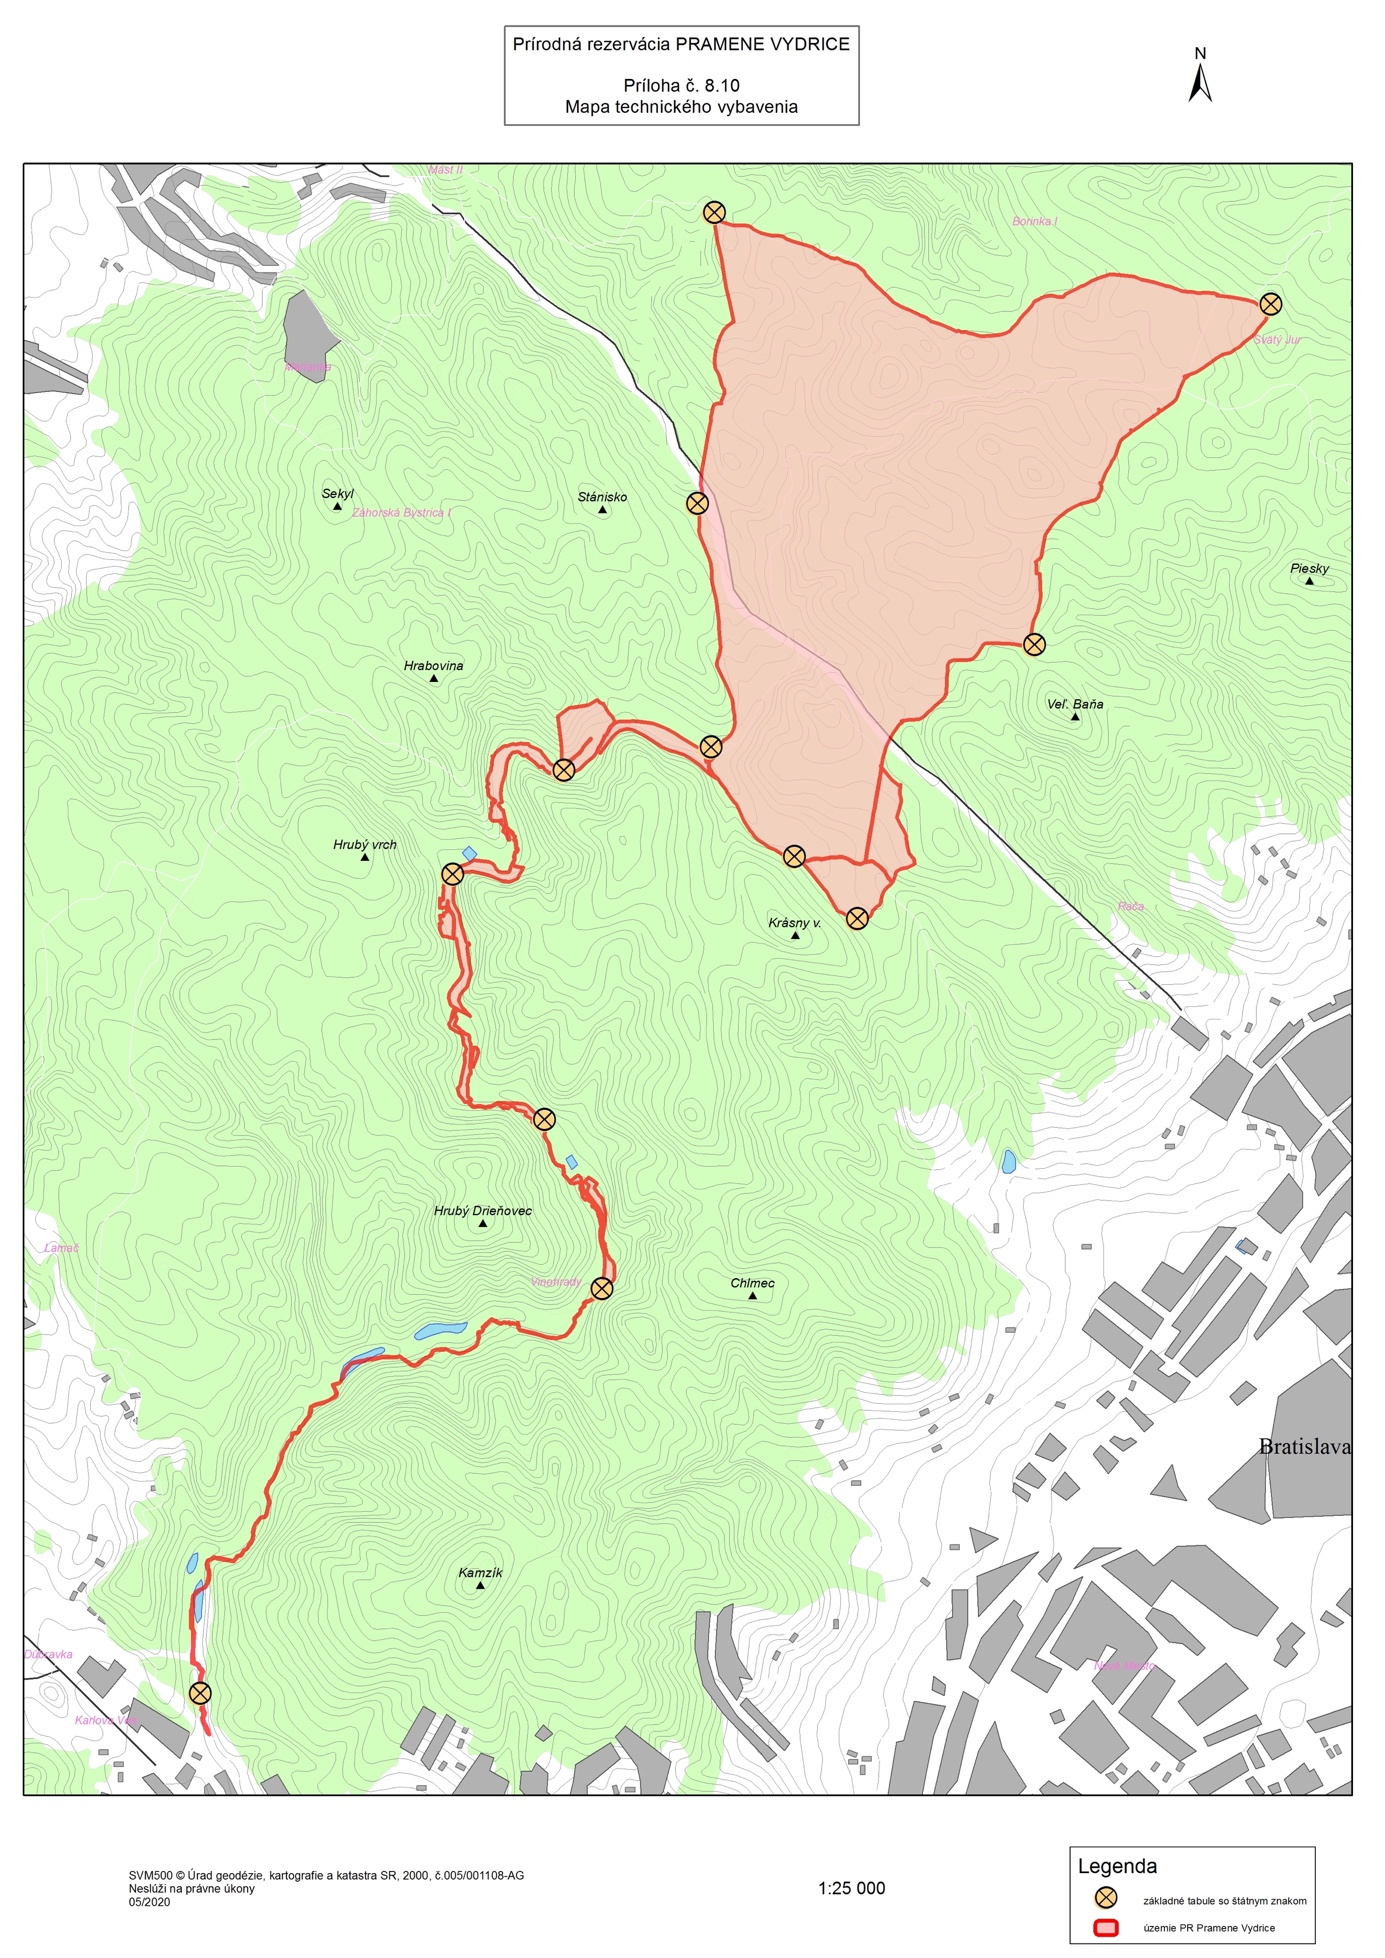 Prírodná rezervácia PRAMENE VYDRICE
Príloha č. 8.10
Mapa technického vybavenia
N
Mást II
Borinka I
Svätý Jur
Marianka
Sekyl
Záhorská Bystrica I
Stánisko
Piesky
Hrabovina
Veľ. Baňa
Hrubý vrch
Rača
Krásny v.
Hrubý Drieňovec
Lamač
Vinohrady
Chlmec
Bratislava
Kamzík
Dúbravka
Nové Mesto
Karlova Ves
SVM500 © Úrad geodézie, kartografie a katastra SR, 2000, č.005/001108-AG
Neslúži na právne úkony
05/2020
1:25 000
Legenda
základné tabule so štátnym znakom
územie PR Pramene Vydrice